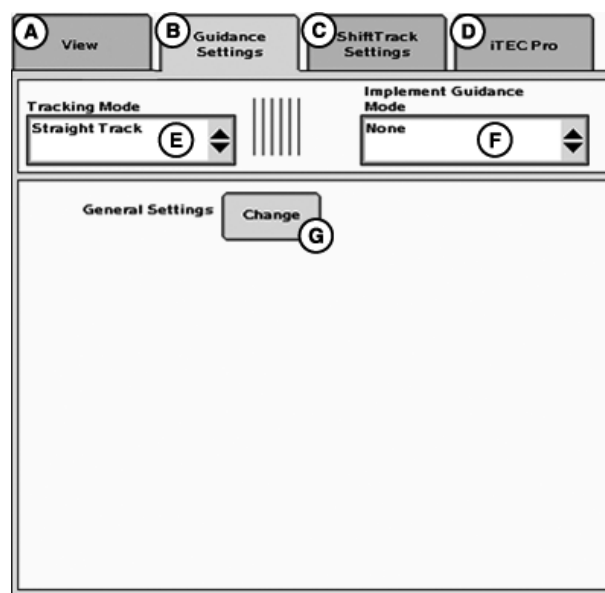 A
View
B
Guidance
Settings
C
ShiftTrack
Settings
D
iTEC Pro
Tracking Mode
Straight Track
E
Implement Guidance
Mode
None
F
General Settings
Change
G